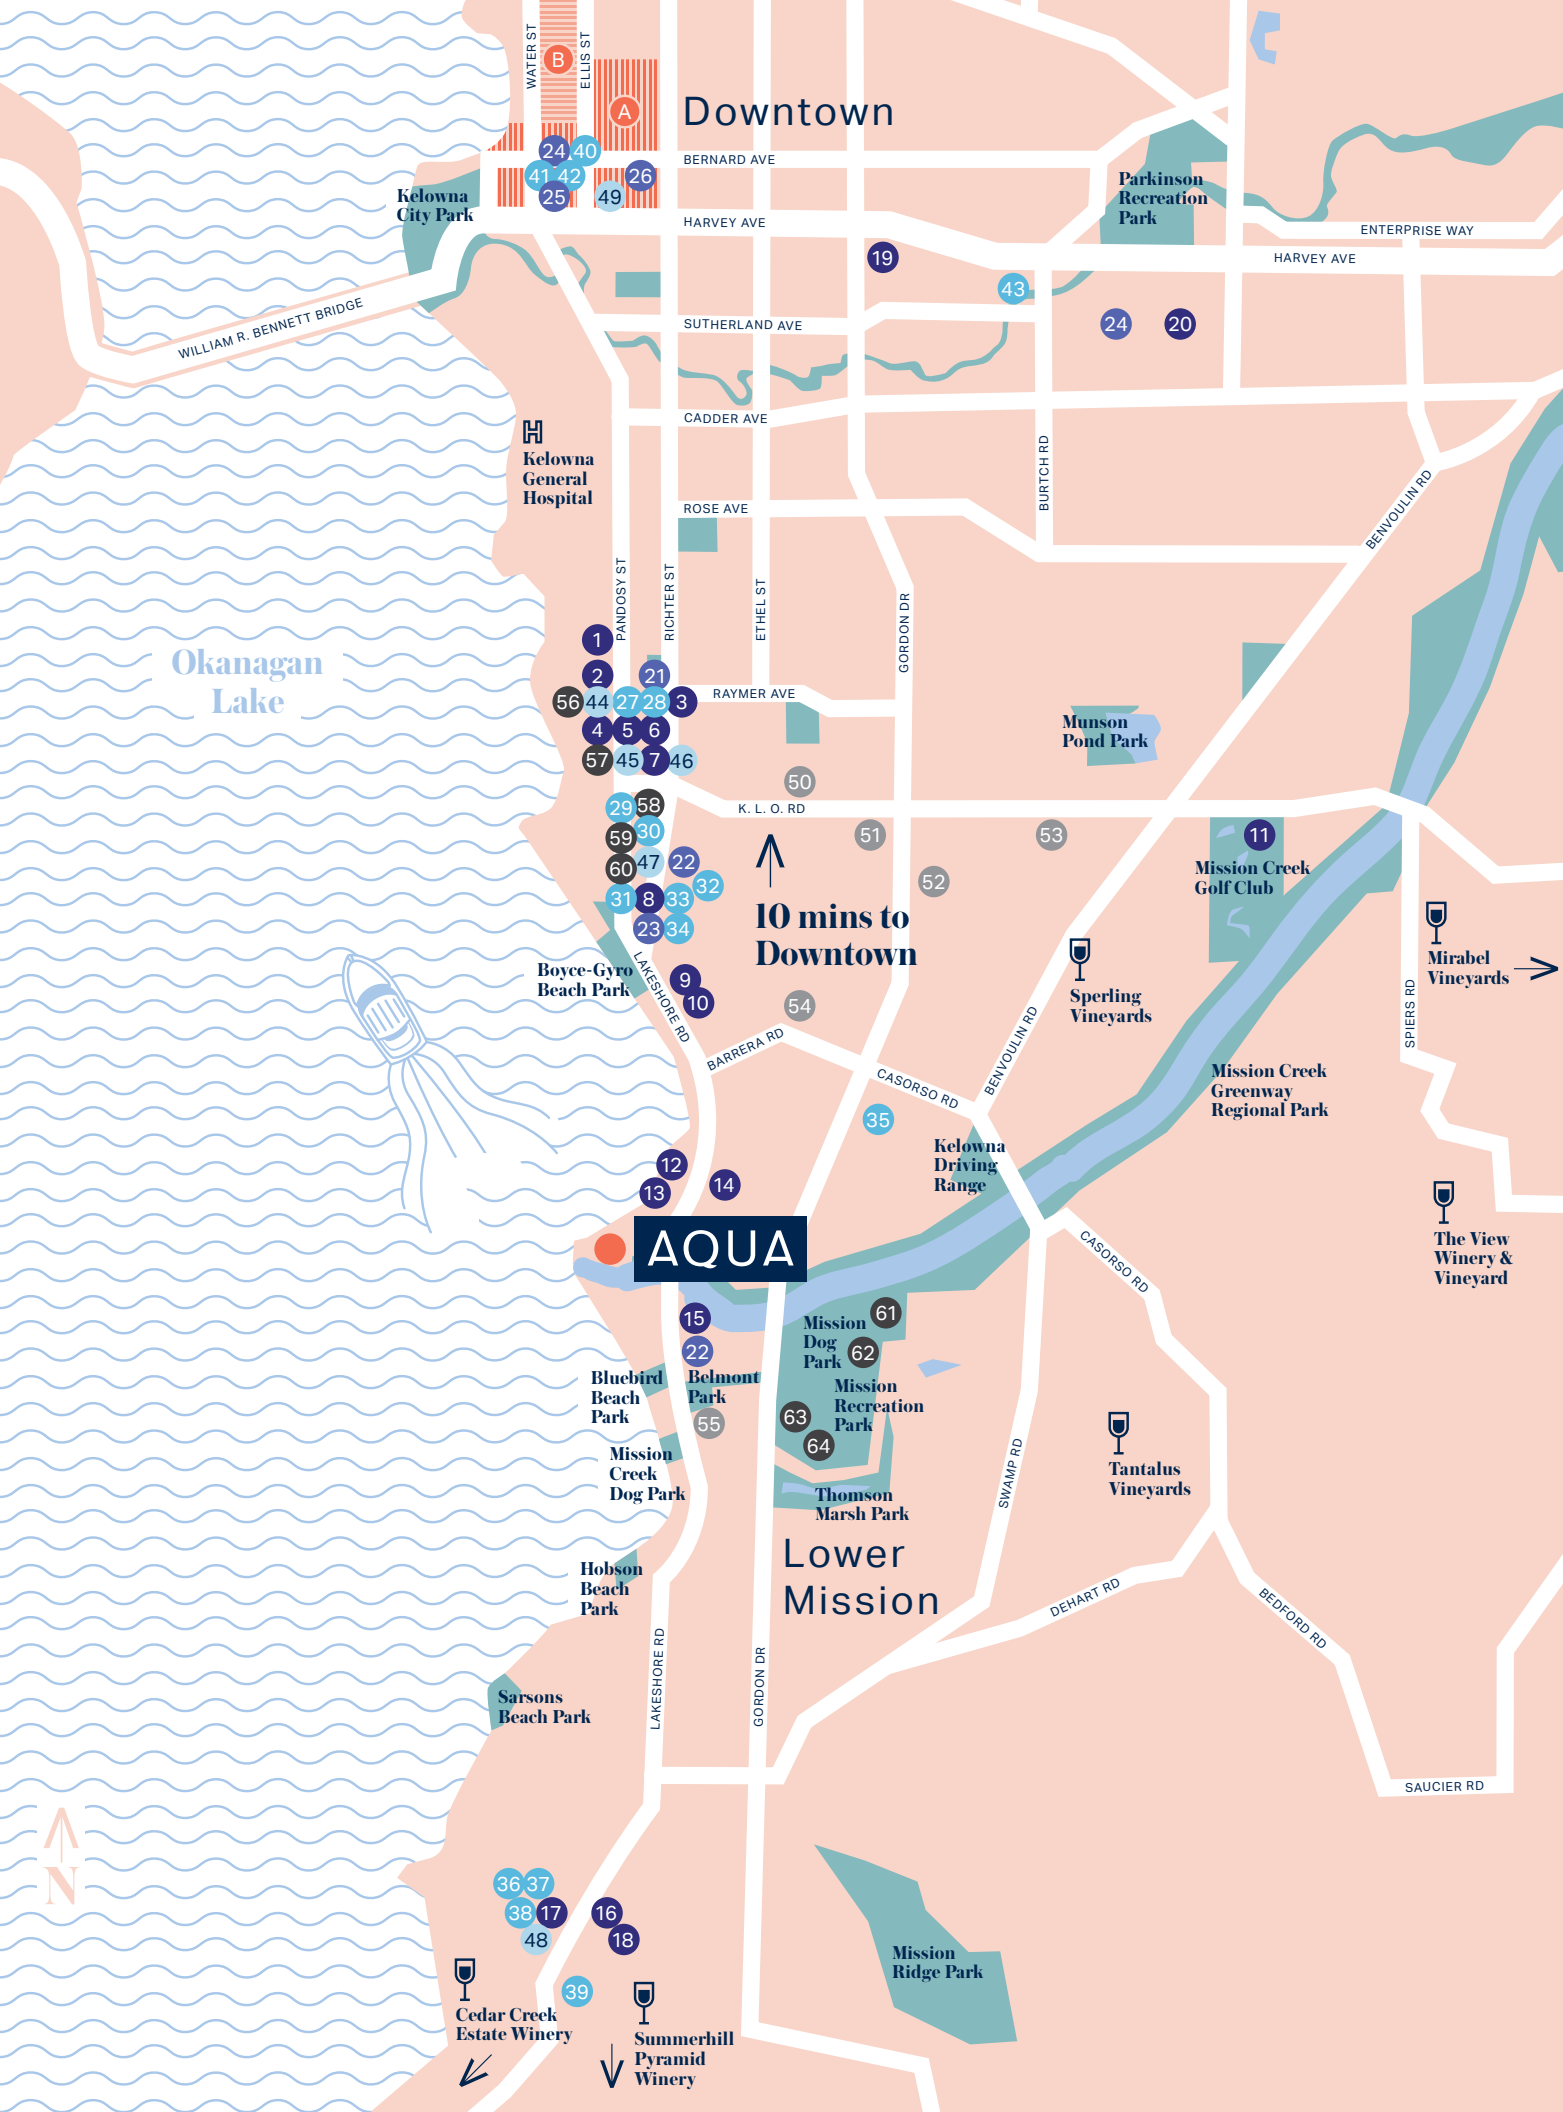 WATER ST
B
ELLIS ST
A
Downtown
24
40
BERNARD AVE
41
42
26
25
49
Kelowna
City Park
HARVEY AVE
Parkinson
Recreation
Park
ENTERPRISE WAY
HARVEY AVE
19
43
24
20
WILLIAM R. BENNETT BRIDGE
SUTHERLAND AVE
CADDER AVE
Kelowna
General
Hospital
BURTCH RD
BENVOULIN RD
ROSE AVE
PANDOSY ST
RICHTER ST
ETHEL ST
GORDON DR
1
Okanagan
Lake
2
21
56
44
27
28
3
RAYMER AVE
4
5
6
Munson
Pond Park
57
45
7
46
50
29
58
K. L. O. RD
59
30
51
53
11
60
47
22
Mission Creek
Golf Club
52
31
8
33
32
10 mins to
Downtown
23
34
Mirabel
Vineyards
Boyce-Gyro
Beach Park
LAKESHORE RD
9
10
54
Sperling
Vineyards
SPIERS RD
BARRERA RD
BENVOULIN RD
CASORSO RD
Mission Creek
Greenway
Regional Park
35
Kelowna
Driving
Range
12
13
14
AQUA
The View
Winery &
Vineyard
CASORSO RD
15
61
Mission
Dog
Park
22
62
Bluebird
Beach
Park
Belmont
Park
Mission
Recreation
Park
55
63
64
Mission
Creek
Dog Park
SWAMP RD
Tantalus
Vineyards
Thomson
Marsh Park
Lower
Mission
Hobson
Beach
Park
DEHART RD
BEDFORD RD
LAKESHORE RD
GORDON DR
Sarsons
Beach Park
SAUCIER RD
N
36
37
38
17
16
48
18
Mission
Ridge Park
39
Cedar Creek
Estate Winery
Summerhill
Pyramid
Winery